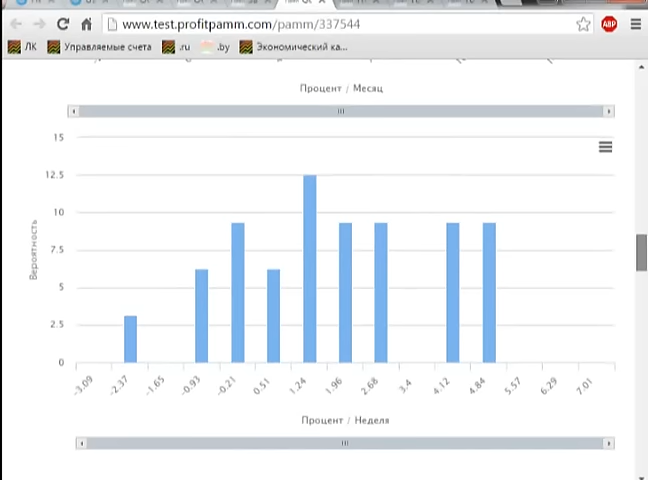 www.test.profitpamm.com/pamm/337544
ABP
ЛК Управляемые счета .ru .by Экономический ка...
Процент / Месяц
15
12.5
10
7.5
5
2.5
0
Вероятность
-3.09 -2.37 -1.65 -0.93 -0.21 0.51 1.24 1.96 2.68 3.4 4.12 4.84 5.57 6.29 7.01
Процент / Неделя